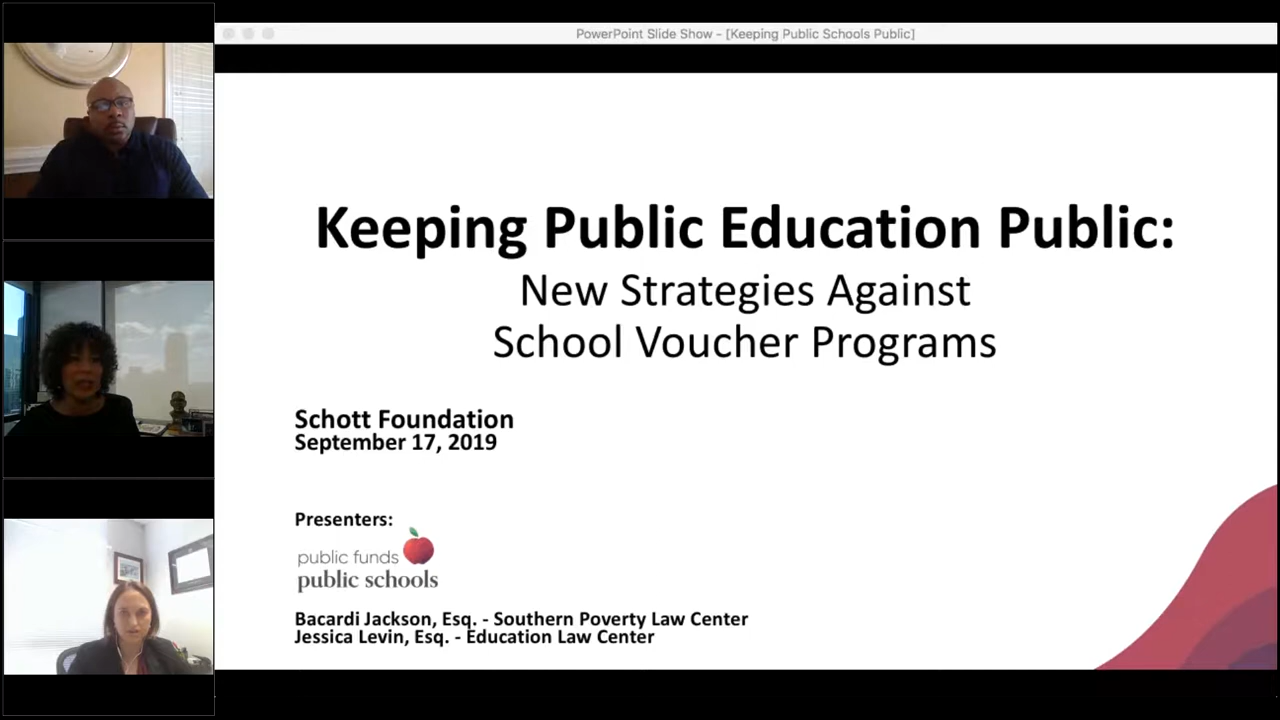 PowerPoint Slide Show - [Keeping Public Schools Public]
Keeping Public Education Public:
New Strategies Against
School Voucher Programs
Schott Foundation
September 17, 2019
Presenters:
public funds
public schools
Bacardi Jackson, Esq. - Southern Poverty Law Center
Jessica Levin, Esq. - Education Law Center